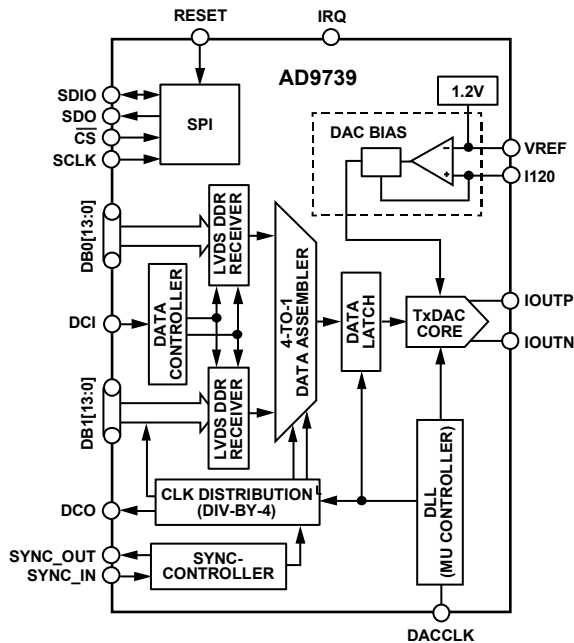 RESET
IRQ
AD9739
1.2V
SDIO
SDO
CS
SCLK
SPI
DAC BIAS
VREF
I120
DB0[13:0]
LVDS DDR
RECEIVER
DCI
DATA
CONTROLLER
4-TO-1
DATA ASSEMBLER
DATA
LATCH
TxDAC
CORE
IOUTP
IOUTN
DB1[13:0]
LVDS DDR
RECEIVER
DCO
CLK DISTRIBUTION
(DIV-BY-4)
DLL
(MU CONTROLLER)
SYNC_OUT
SYNC_IN
SYNC-
CONTROLLER
DACCLK